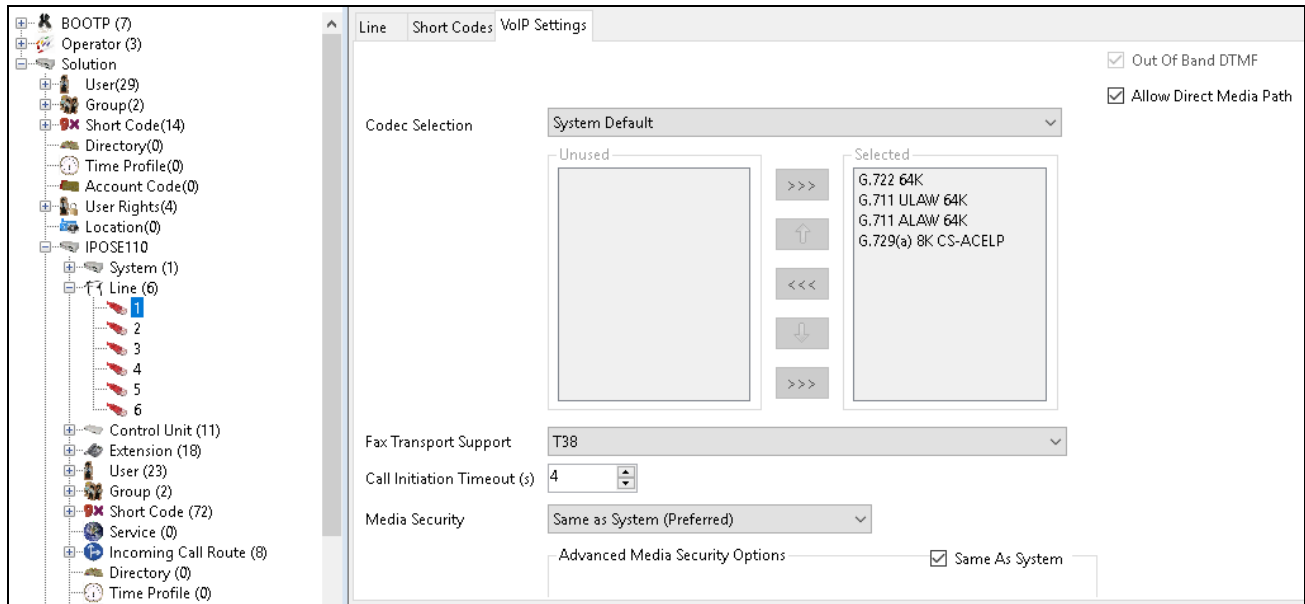 BOOTP (7)
Operator (3)
Solution
User(29)
Group(2)
Short Code(14)
Directory(0)
Time Profile(0)
Account Code(0)
User Rights(4)
Location(0)
IPOSE110
System (1)
Line (6)
1
2
3
4
5
6
Control Unit (11)
Extension (18)
User (23)
Group (2)
Short Code (72)
Service (0)
Incoming Call Route (8)
Directory (0)
Time Profile (0)
Line Short Codes VoIP Settings
Out Of Band DTMF
Allow Direct Media Path
Codec Selection System Default
Unused Selected
>>>
<<<
>>>
G.722 64K
G.711 ULAW 64K
G.711 ALAW 64K
G.729(a) 8K CS-ACELP
Fax Transport Support T38
Call Initiation Timeout (s) 4
Media Security Same as System (Preferred)
Advanced Media Security Options Same As System